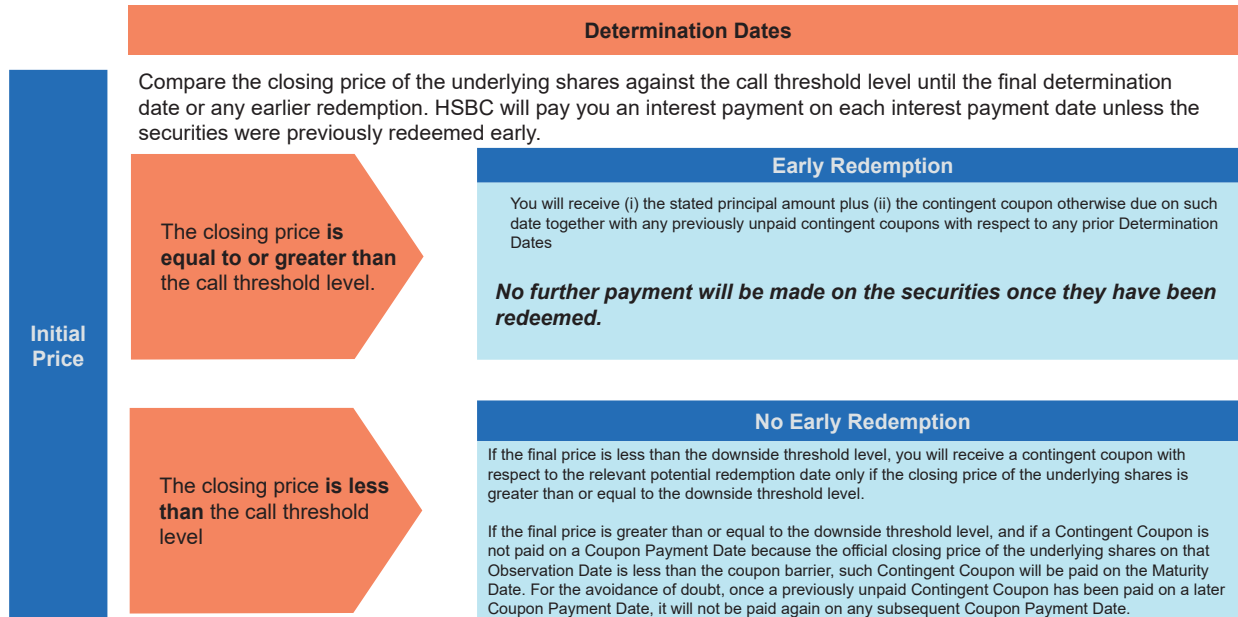 Determination Dates
Compare the closing price of the underlying shares against the call threshold level until the final determination
date or any earlier redemption. HSBC will pay you an interest payment on each interest payment date unless the
securities were previously redeemed early.
Initial
Price
The closing price is
equal to or greater than
the call threshold level.
Early Redemption
You will receive (i) the stated principal amount plus (ii) the contingent coupon otherwise due on such
date together with any previously unpaid contingent coupons with respect to any prior Determination
Dates
No further payment will be made on the securities once they have been
redeemed.
The closing price is less
than the call threshold
level
No Early Redemption
If the final price is less than the downside threshold level, you will receive a contingent coupon with
respect to the relevant potential redemption date only if the closing price of the underlying shares is
greater than or equal to the downside threshold level.
If the final price is greater than or equal to the downside threshold level, and if a Contingent Coupon is
not paid on a Coupon Payment Date because the official closing price of the underlying shares on that
Observation Date is less than the coupon barrier, such Contingent Coupon will be paid on the Maturity
Date. For the avoidance of doubt, once a previously unpaid Contingent Coupon has been paid on a later
Coupon Payment Date, it will not be paid again on any subsequent Coupon Payment Date.